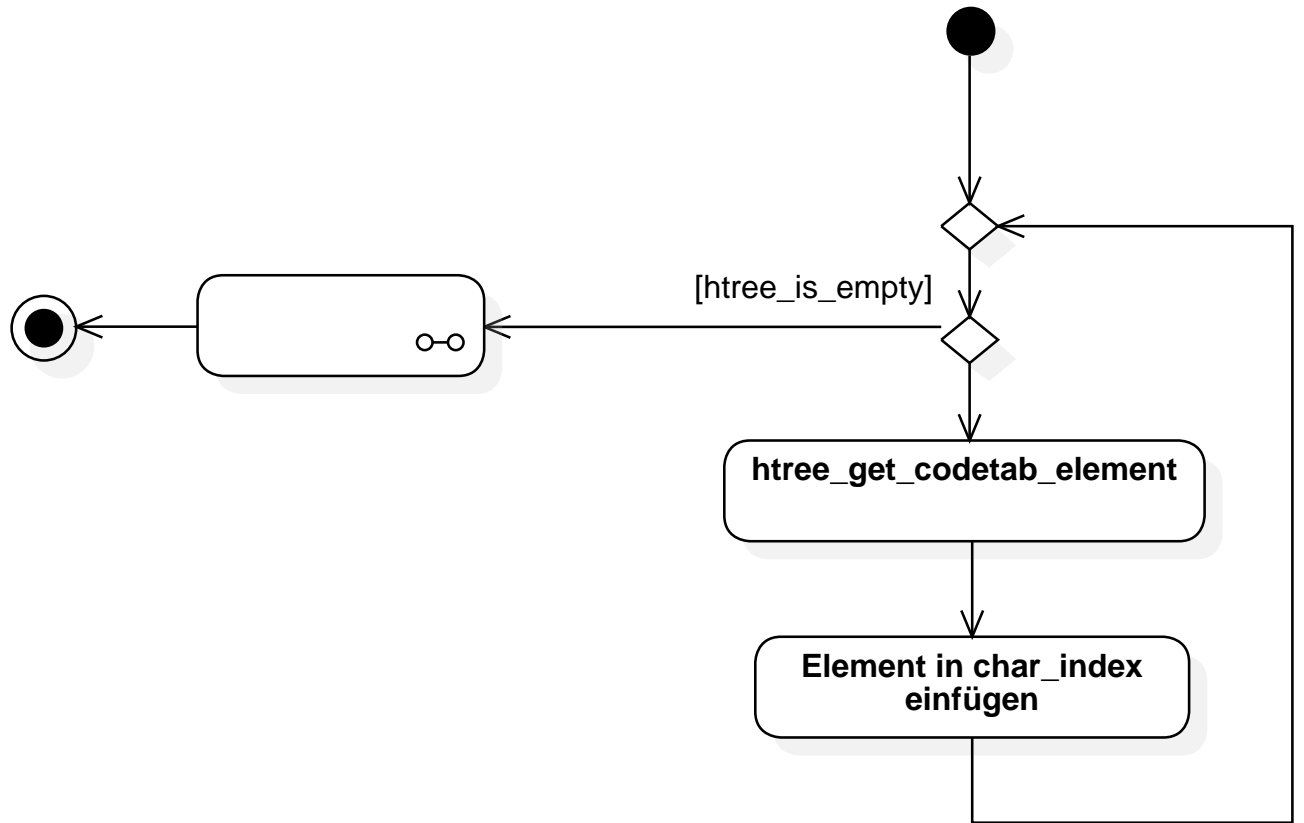 [htree_is_empty]
htree_get_codetab_element
Element in char_index
einfügen